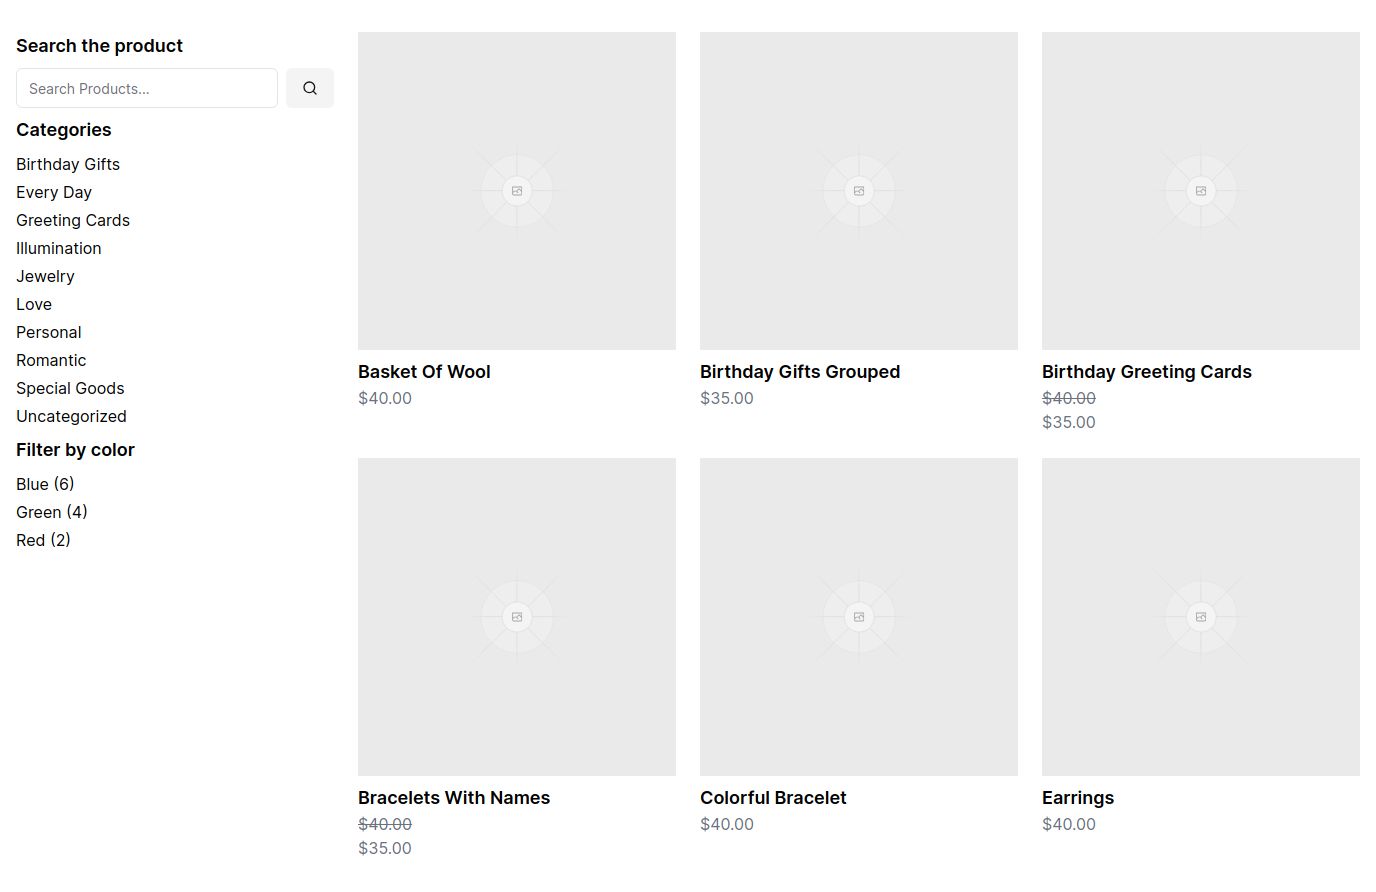 Search the product
Search Products...
Categories
Birthday Gifts
Every Day
Greeting Cards
Illumination
Jewelry
Love
Personal
Romantic
Special Goods
Uncategorized
Filter by color
Blue (6)
Green (4)
Red (2)
Basket Of Wool
$40.00
Birthday Gifts Grouped
$35.00
Birthday Greeting Cards
$40.00
$35.00
Bracelets With Names
$40.00
$35.00
Colorful Bracelet
$40.00
Earrings
$40.00